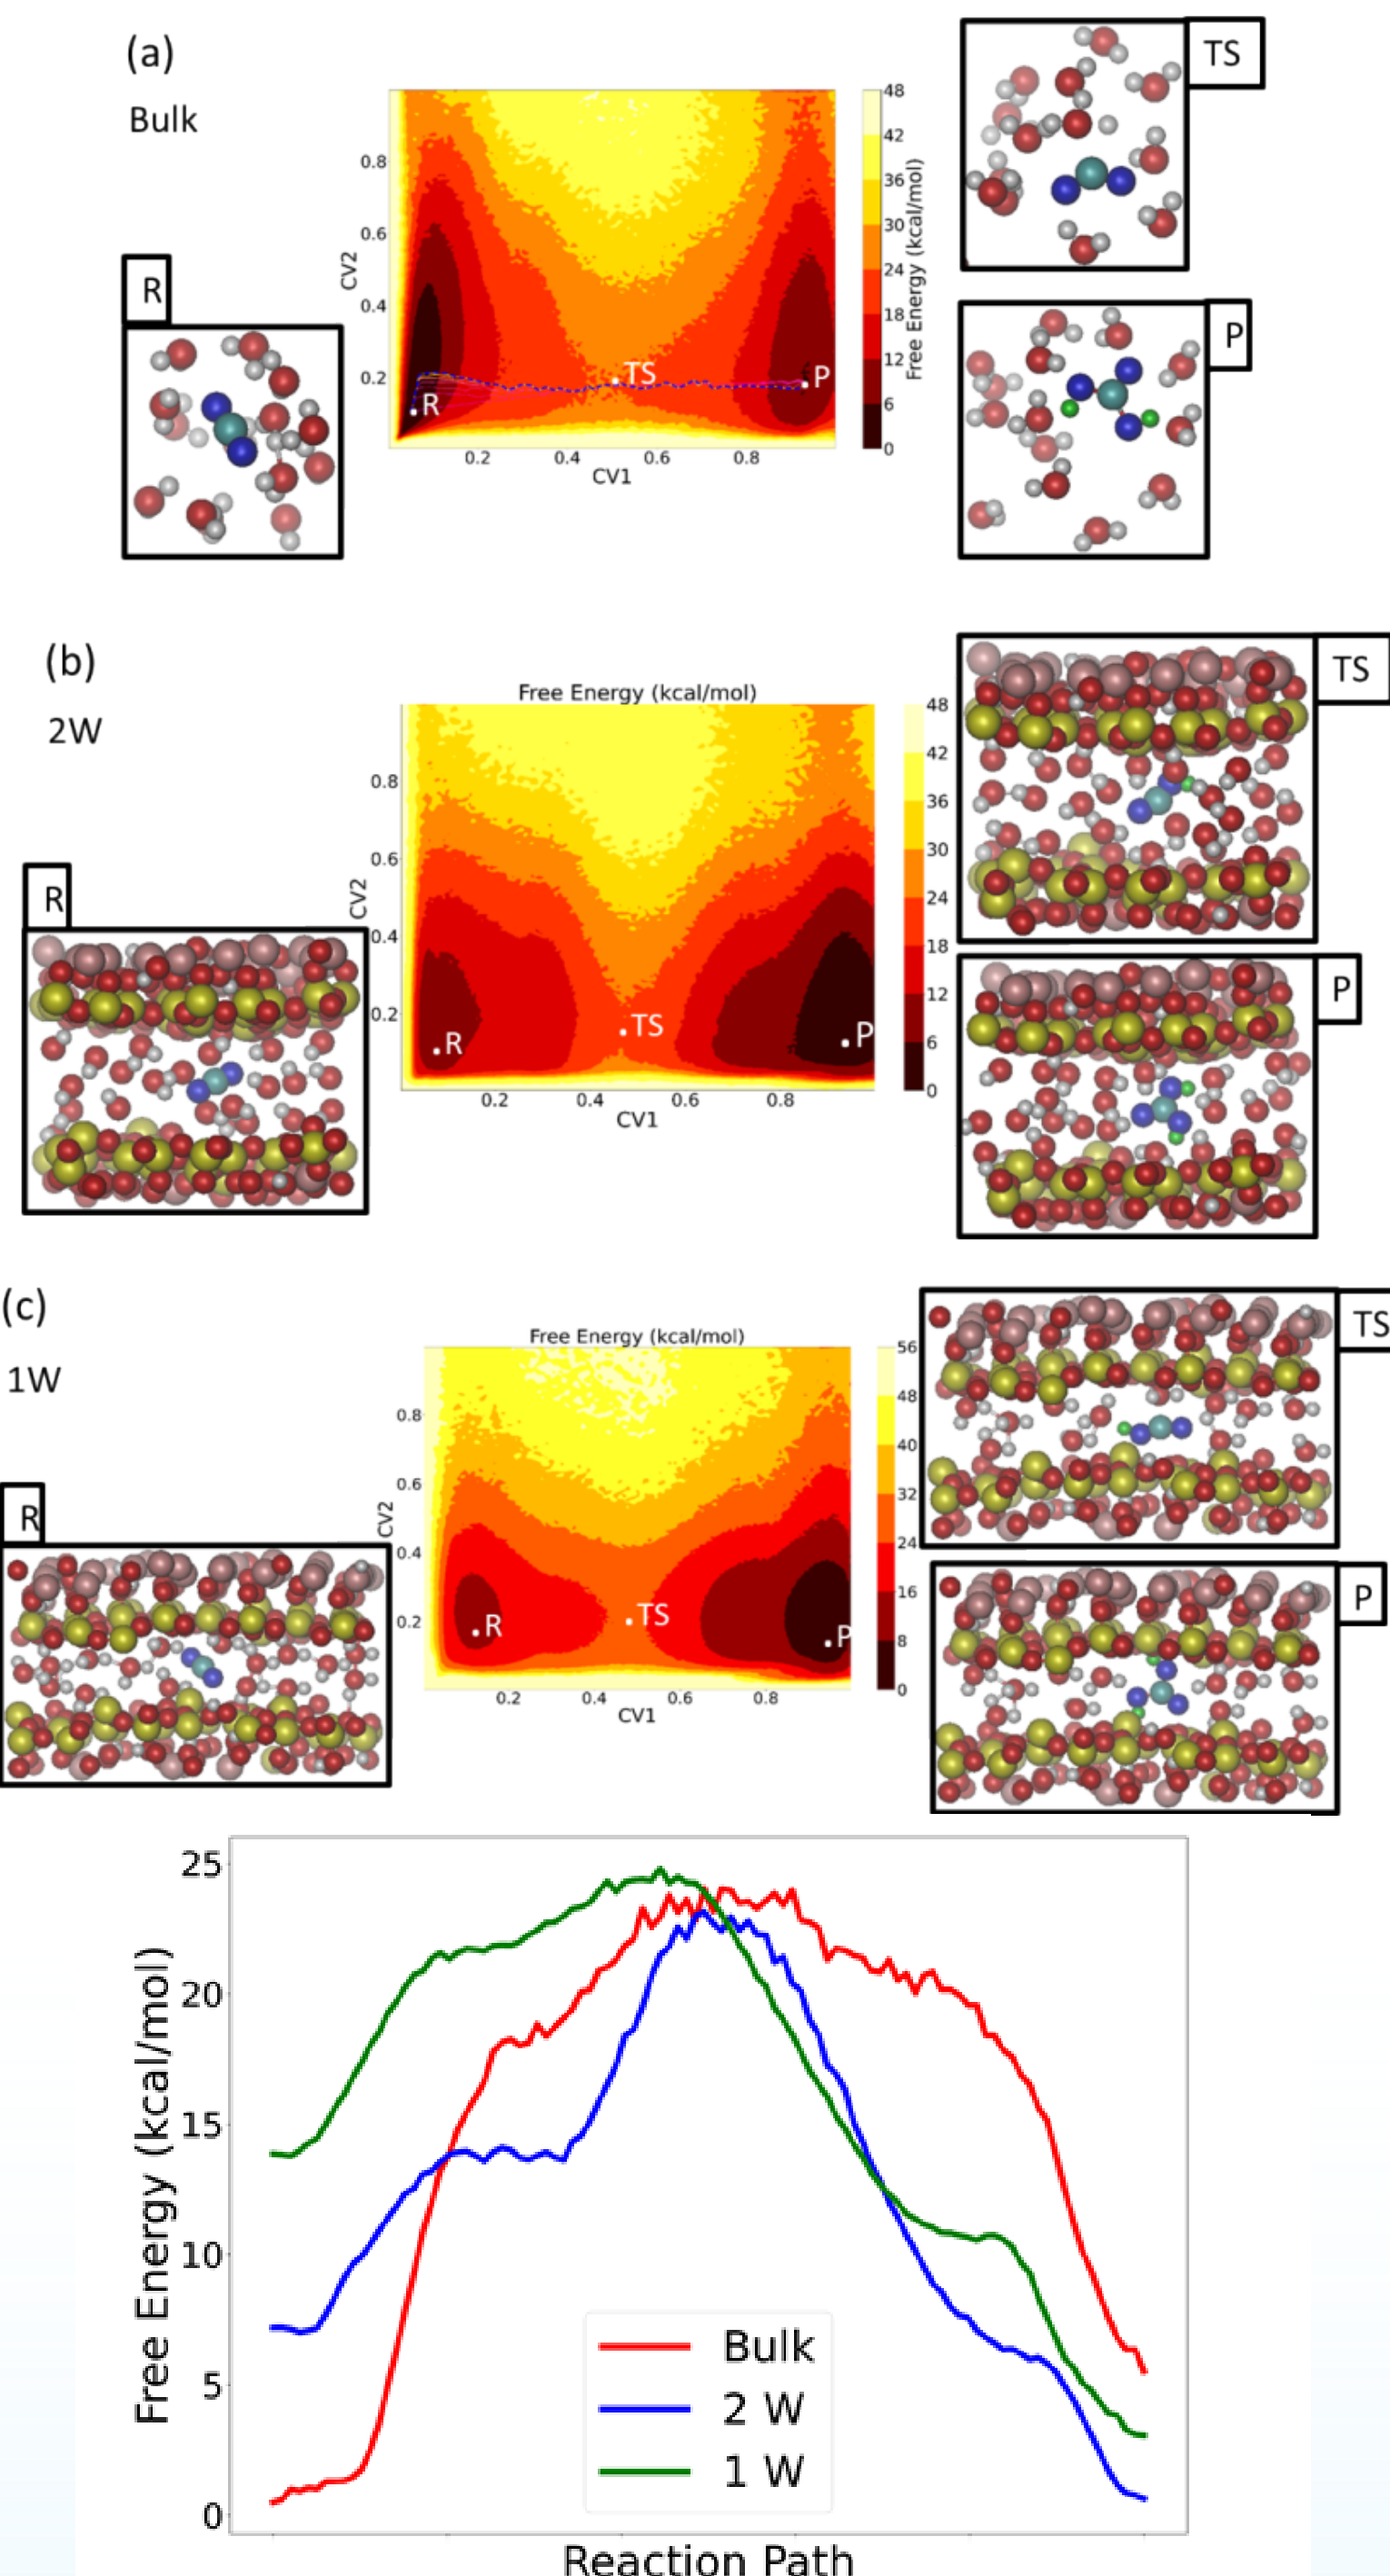 (a)
Bulk
R
TS
P
Free Energy (kcal/mol)
48
42
36
30
24
18
12
6
0
CV2
0.8
0.6
0.4
0.2
R
TS
P
0.2 0.4 0.6 0.8
CV1
(b)
2W
R
TS
P
Free Energy (kcal/mol)
48
42
36
30
24
18
12
6
0
CV2
0.8
0.6
0.4
0.2
R
TS
P
0.2 0.4 0.6 0.8
CV1
(c)
1W
R
TS
P
Free Energy (kcal/mol)
56
48
40
32
24
16
8
0
CV2
0.8
0.6
0.4
0.2
R
TS
P
0.2 0.4 0.6 0.8
CV1
Free Energy (kcal/mol)
25
20
15
10
5
0
Bulk
2 W
1 W
Reaction Path